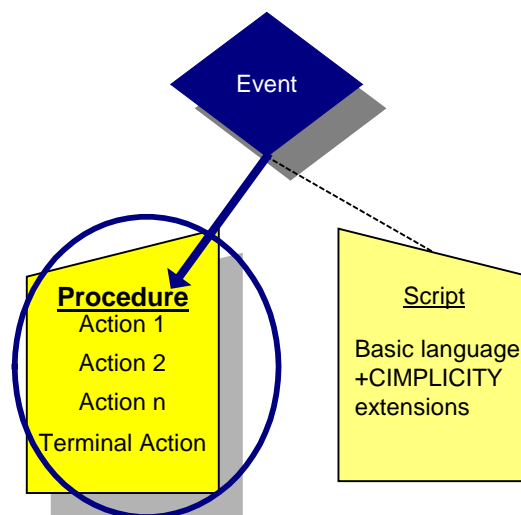 Event
Procedure
Action 1
Action 2
Action n
Terminal Action
Script
Basic language
+CIMPLICITY
extensions